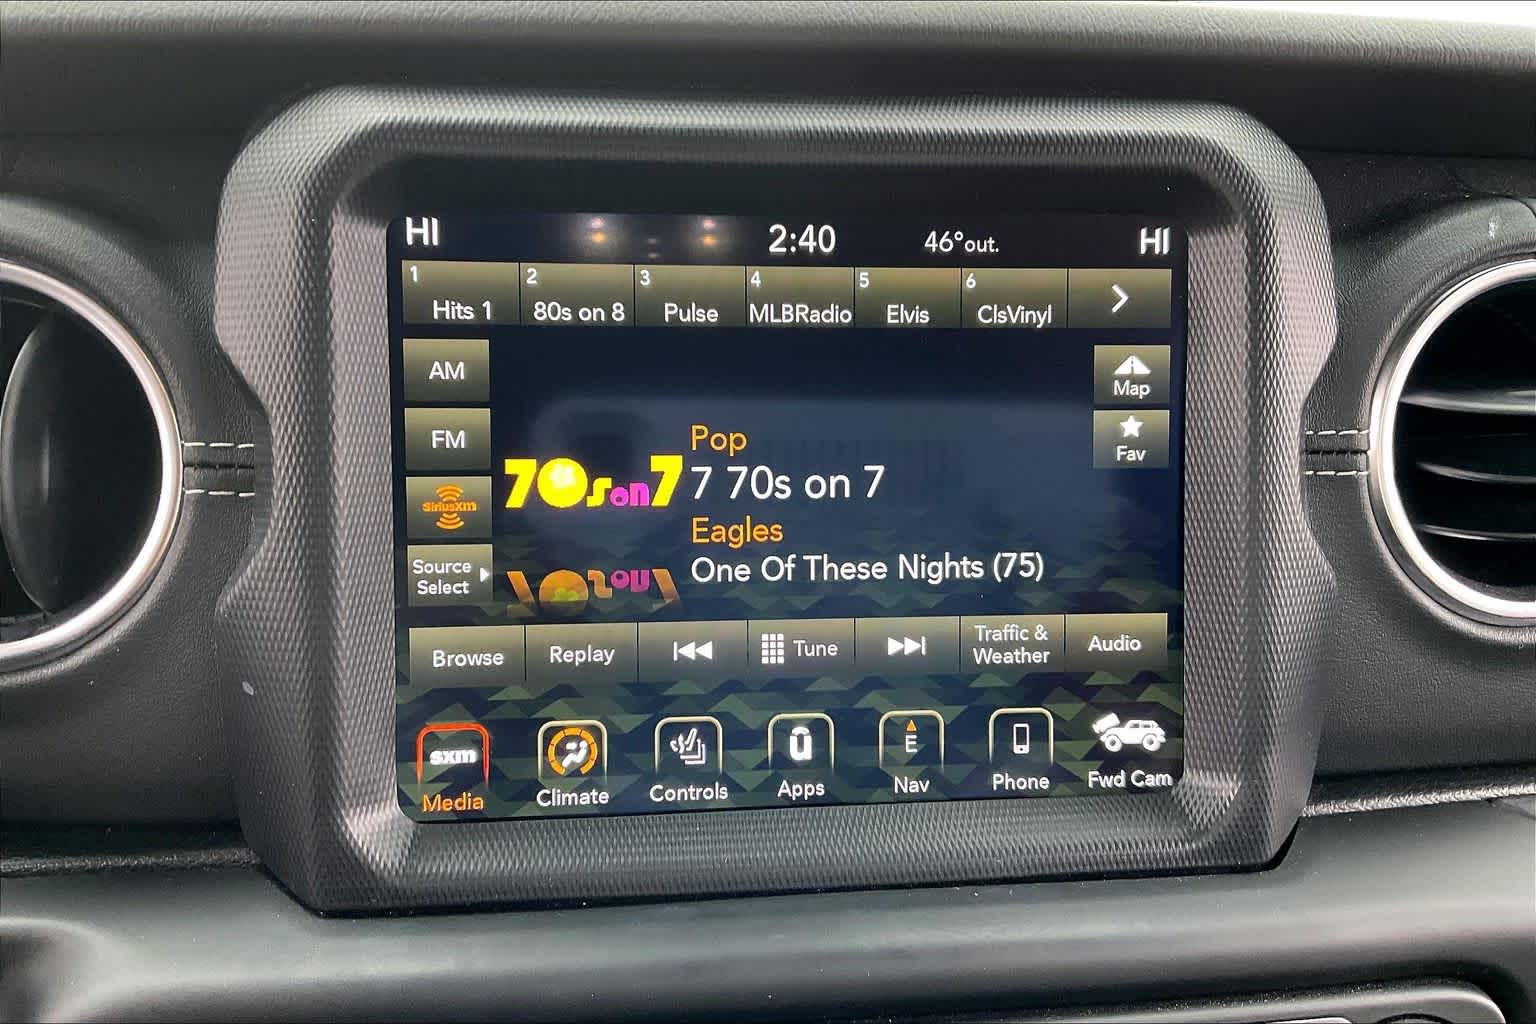 HI 2:40 46°out. HI
1 2 3 4 5 6
Hits 1 80s on 8 Pulse MLBRadio Elvis ClsVinyl
AM
FM
SiriusXM
Source
Select
Map
Fav
70s on 7
Pop
7 70s on 7
Eagles
One Of These Nights (75)
Browse Replay Tune Traffic & Weather Audio
sxm E
Media Climate Controls Apps Nav Phone Fwd Cam